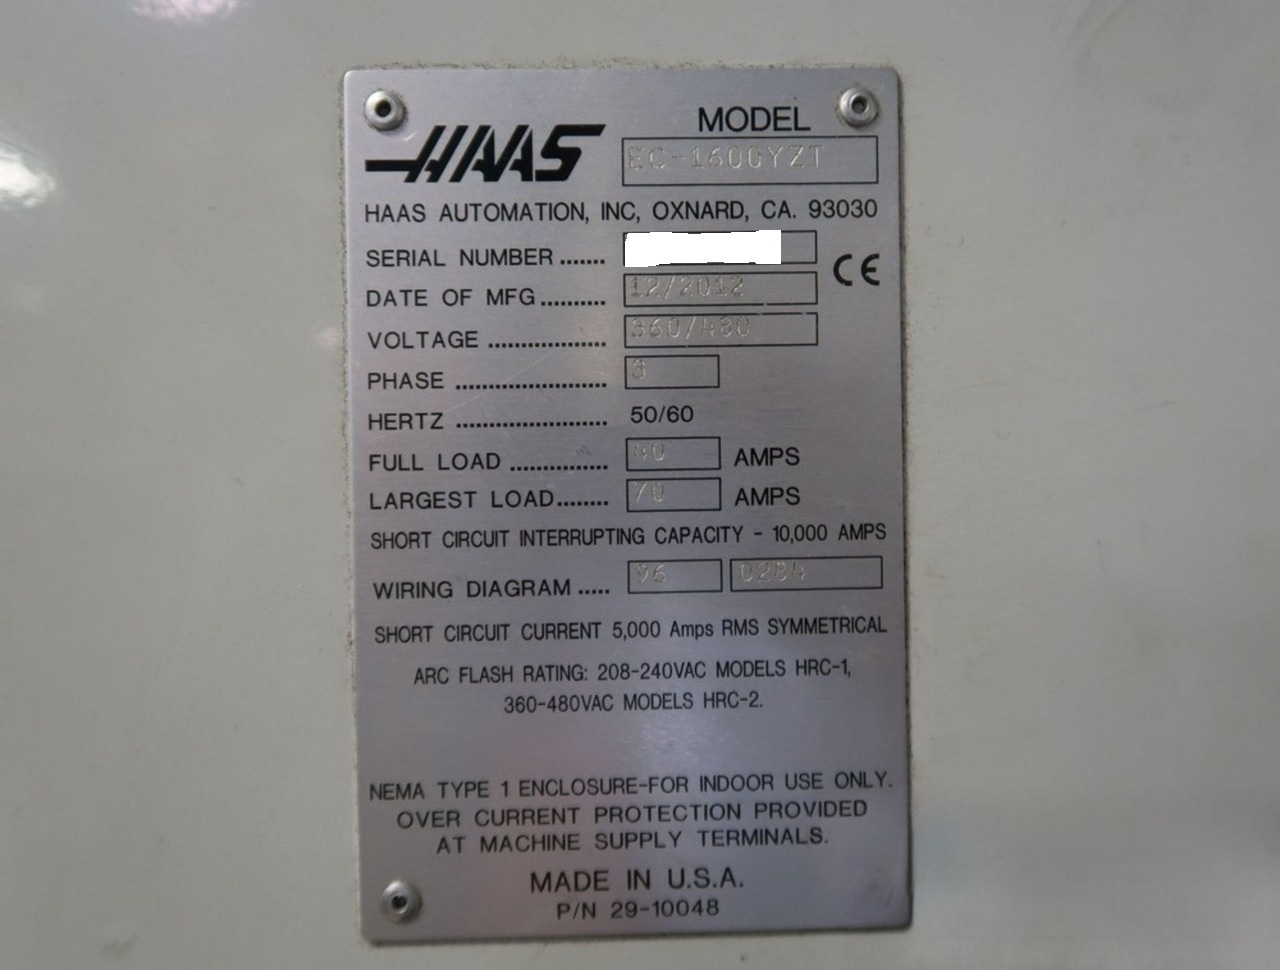 HAAS
MODEL
EC-1600YZT
HAAS AUTOMATION, INC, OXNARD, CA. 93030
SERIAL NUMBER .......
CE
DATE OF MFG.......... 12/2012
VOLTAGE .................. 360/480
PHASE ....................... 3
HERTZ ....................... 50/60
FULL LOAD ............... 40 AMPS
LARGEST LOAD........ 70 AMPS
SHORT CIRCUIT INTERRUPTING CAPACITY - 10,000 AMPS
WIRING DIAGRAM ..... 96 0284
SHORT CIRCUIT CURRENT 5,000 Amps RMS SYMMETRICAL
ARC FLASH RATING: 208-240VAC MODELS HRC-1,
360-480VAC MODELS HRC-2.
NEMA TYPE 1 ENCLOSURE-FOR INDOOR USE ONLY.
OVER CURRENT PROTECTION PROVIDED
AT MACHINE SUPPLY TERMINALS.
MADE IN U.S.A.
P/N 29-10048